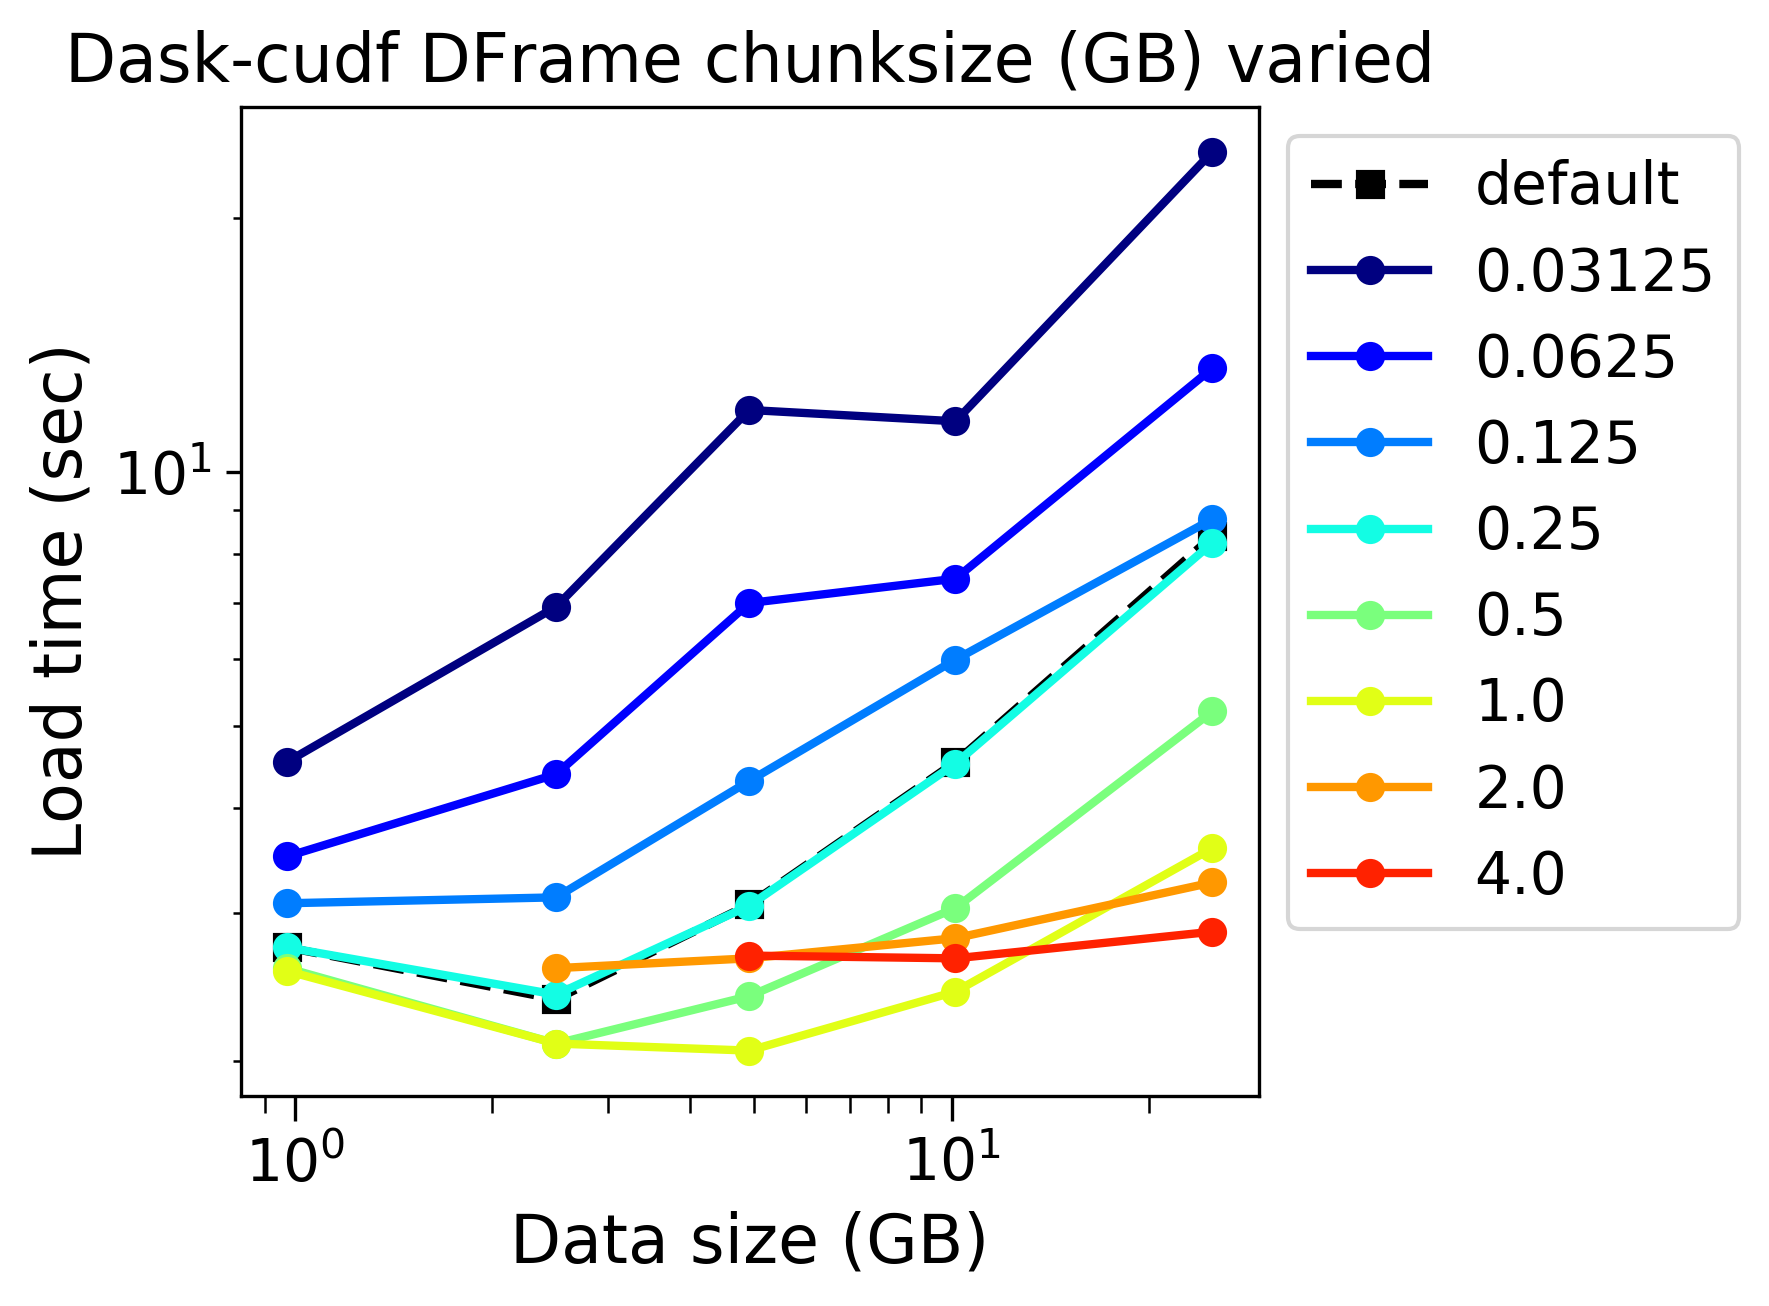 Dask-cudf DFrame chunksize (GB) varied
Load time (sec)
10¹
10⁰ 10¹
Data size (GB)
default
0.03125
0.0625
0.125
0.25
0.5
1.0
2.0
4.0